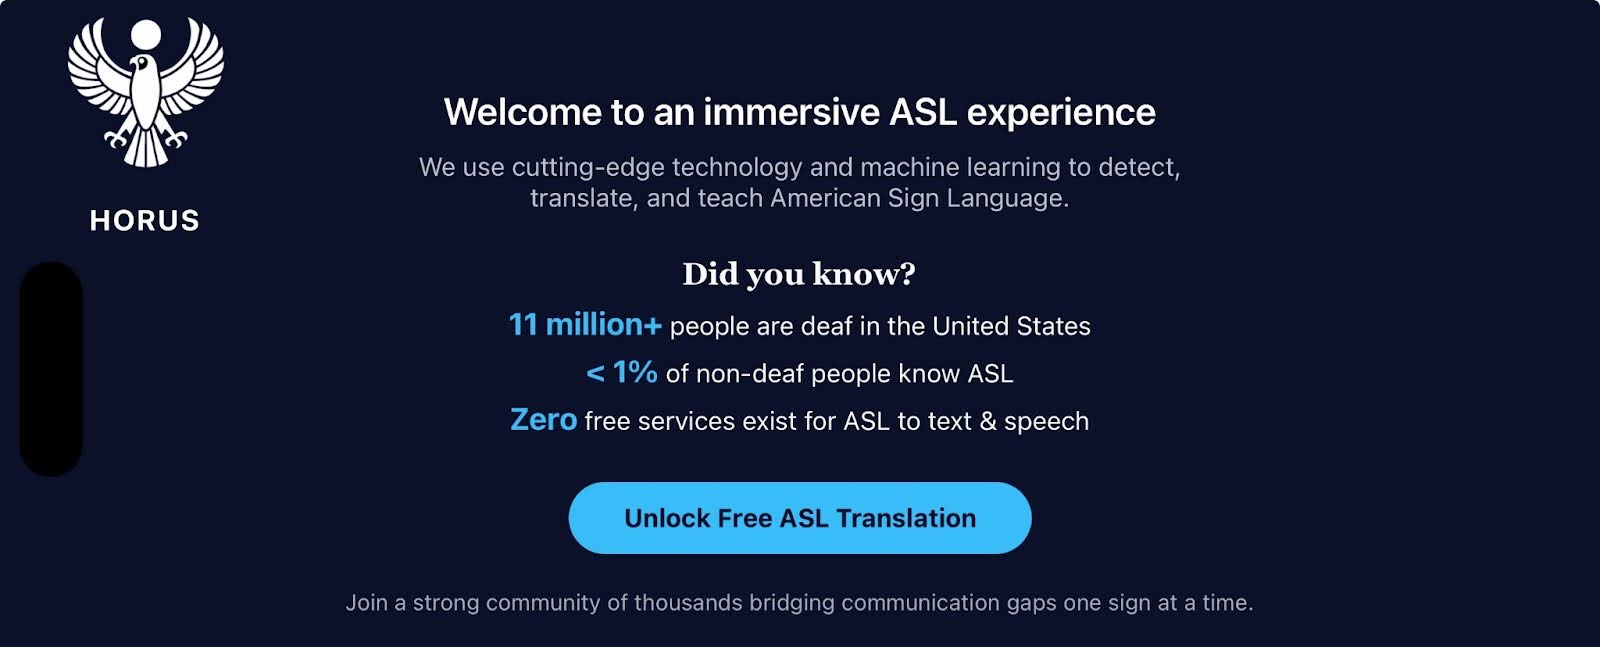 HORUS
Welcome to an immersive ASL experience
We use cutting-edge technology and machine learning to detect,
translate, and teach American Sign Language.
Did you know?
11 million+ people are deaf in the United States
< 1% of non-deaf people know ASL
Zero free services exist for ASL to text & speech
Unlock Free ASL Translation
Join a strong community of thousands bridging communication gaps one sign at a time.